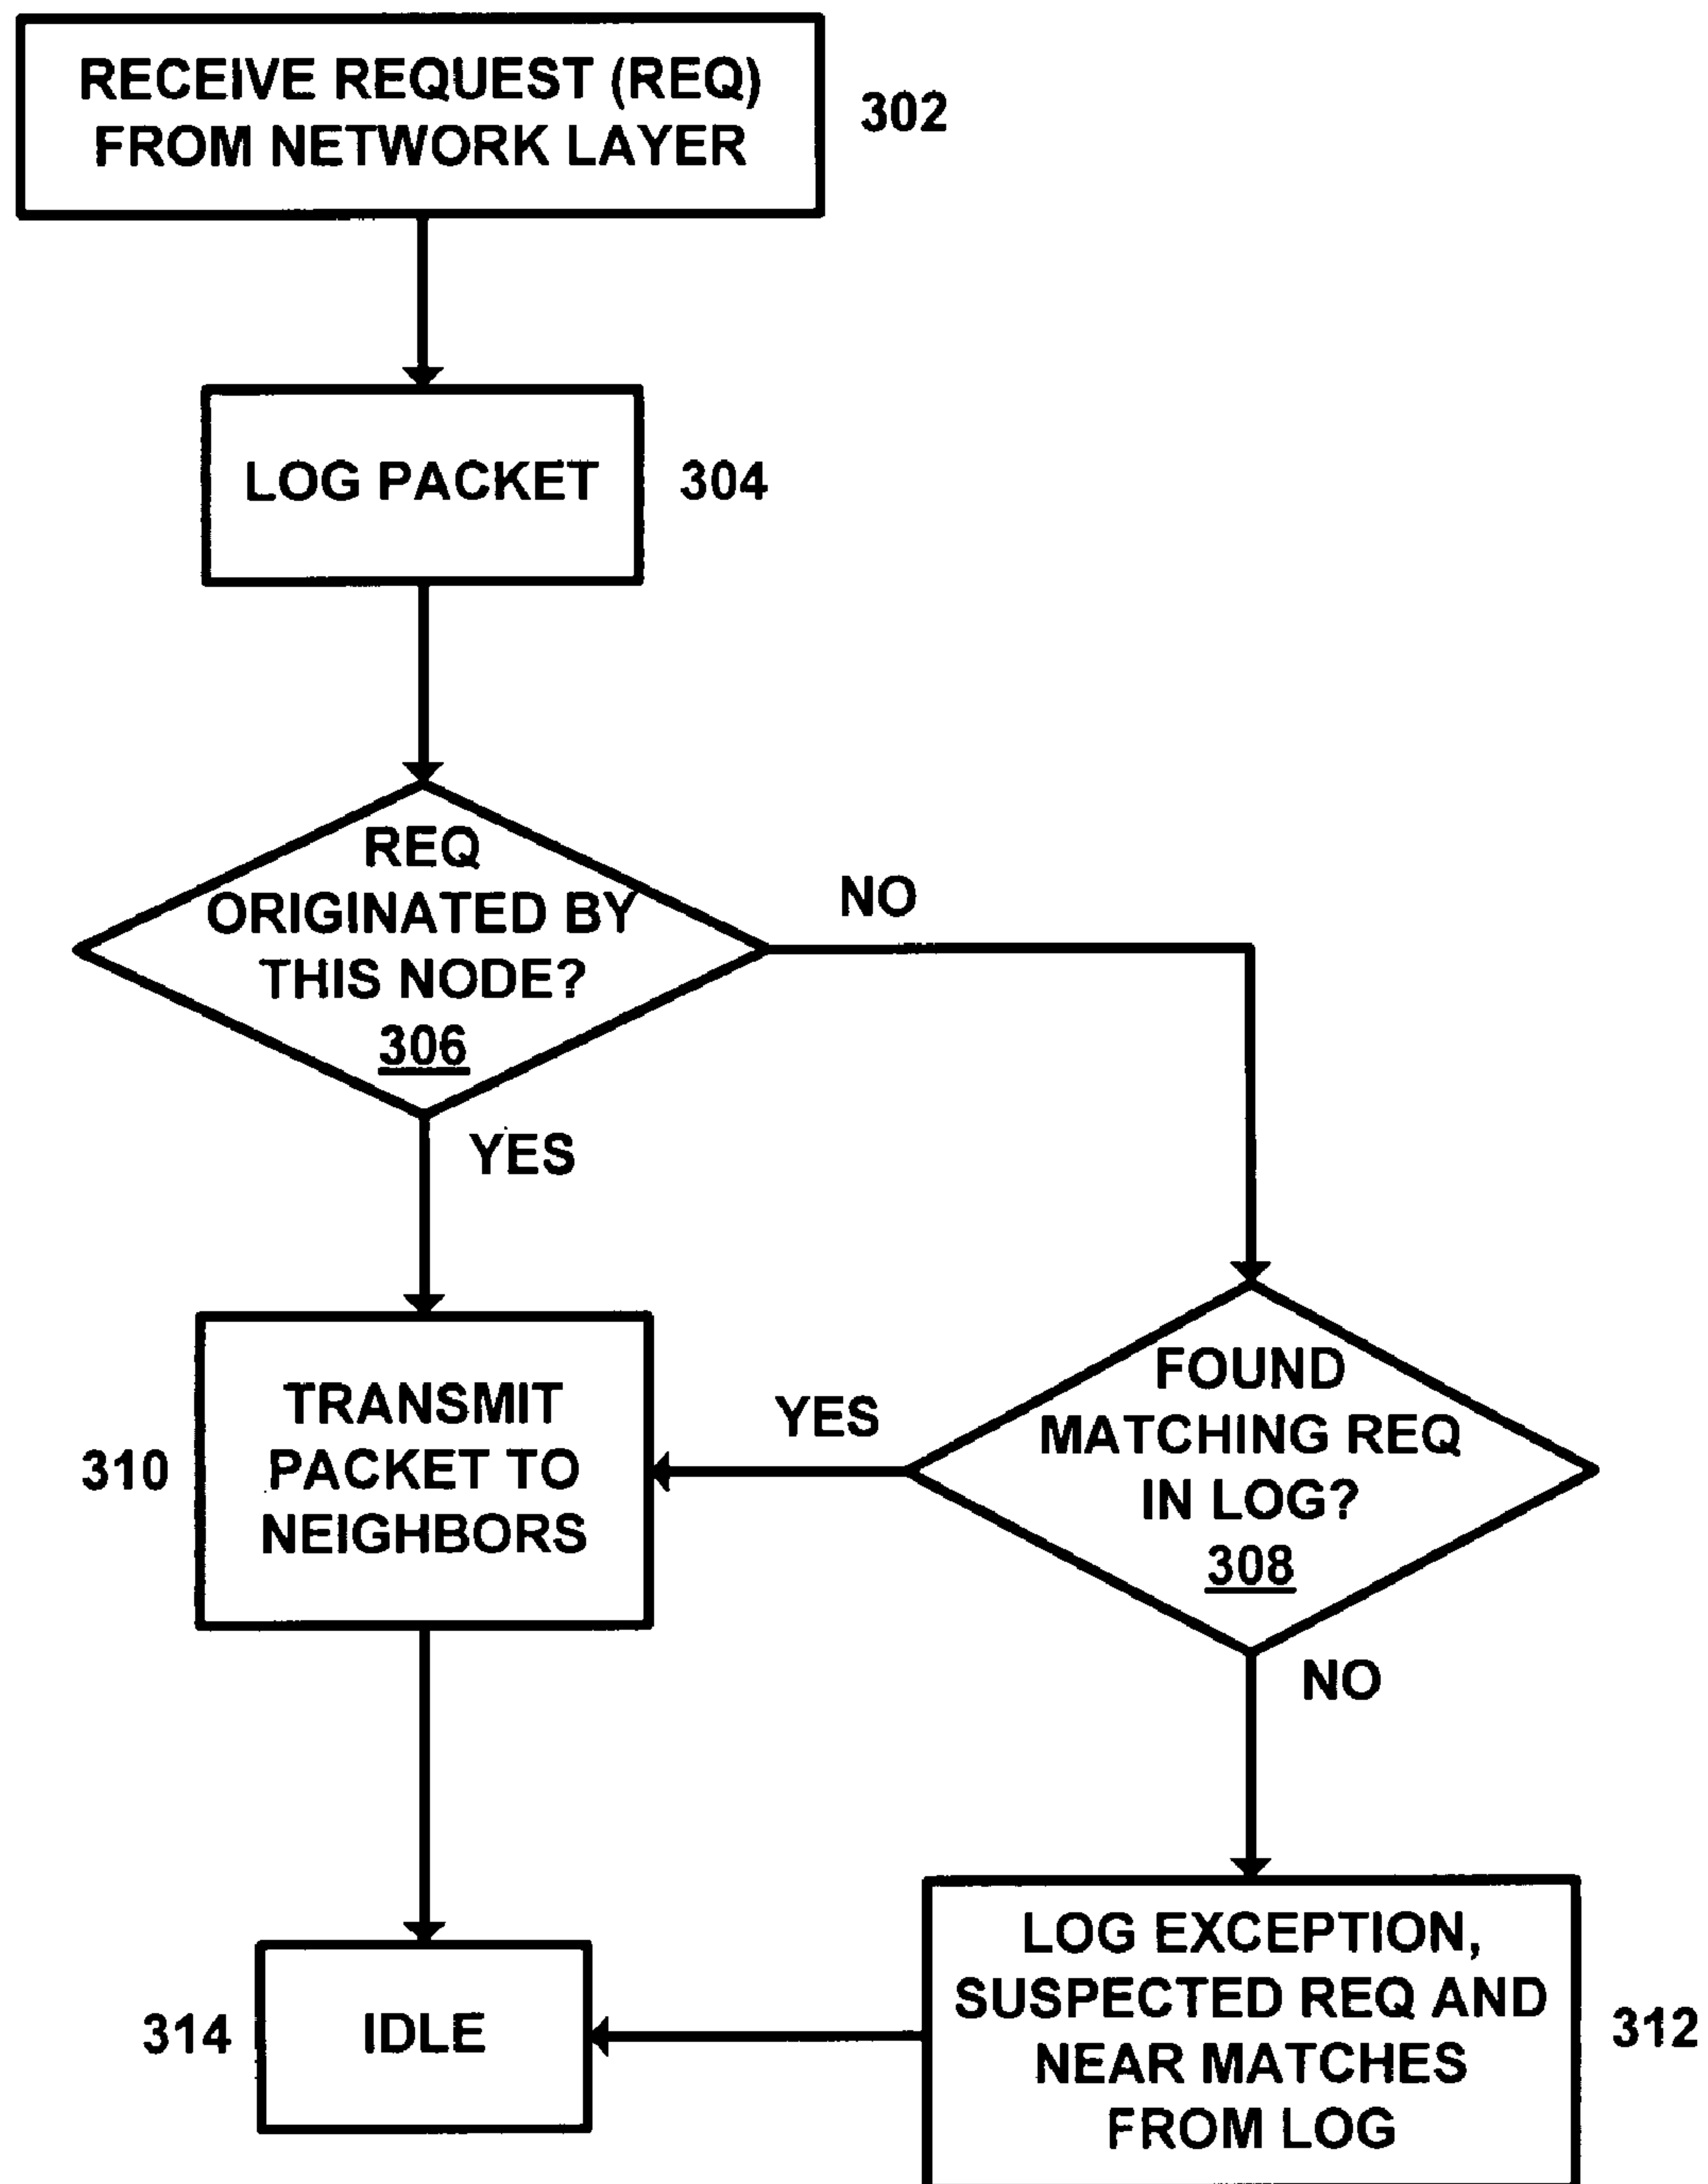 RECEIVE REQUEST (REQ)
FROM NETWORK LAYER
302
LOG PACKET
304
REQ
ORIGINATED BY
THIS NODE?
306
NO
YES
FOUND
MATCHING REQ
IN LOG?
308
YES
NO
TRANSMIT
PACKET TO
NEIGHBORS
310
LOG EXCEPTION,
SUSPECTED REQ AND
NEAR MATCHES
FROM LOG
312
IDLE
314